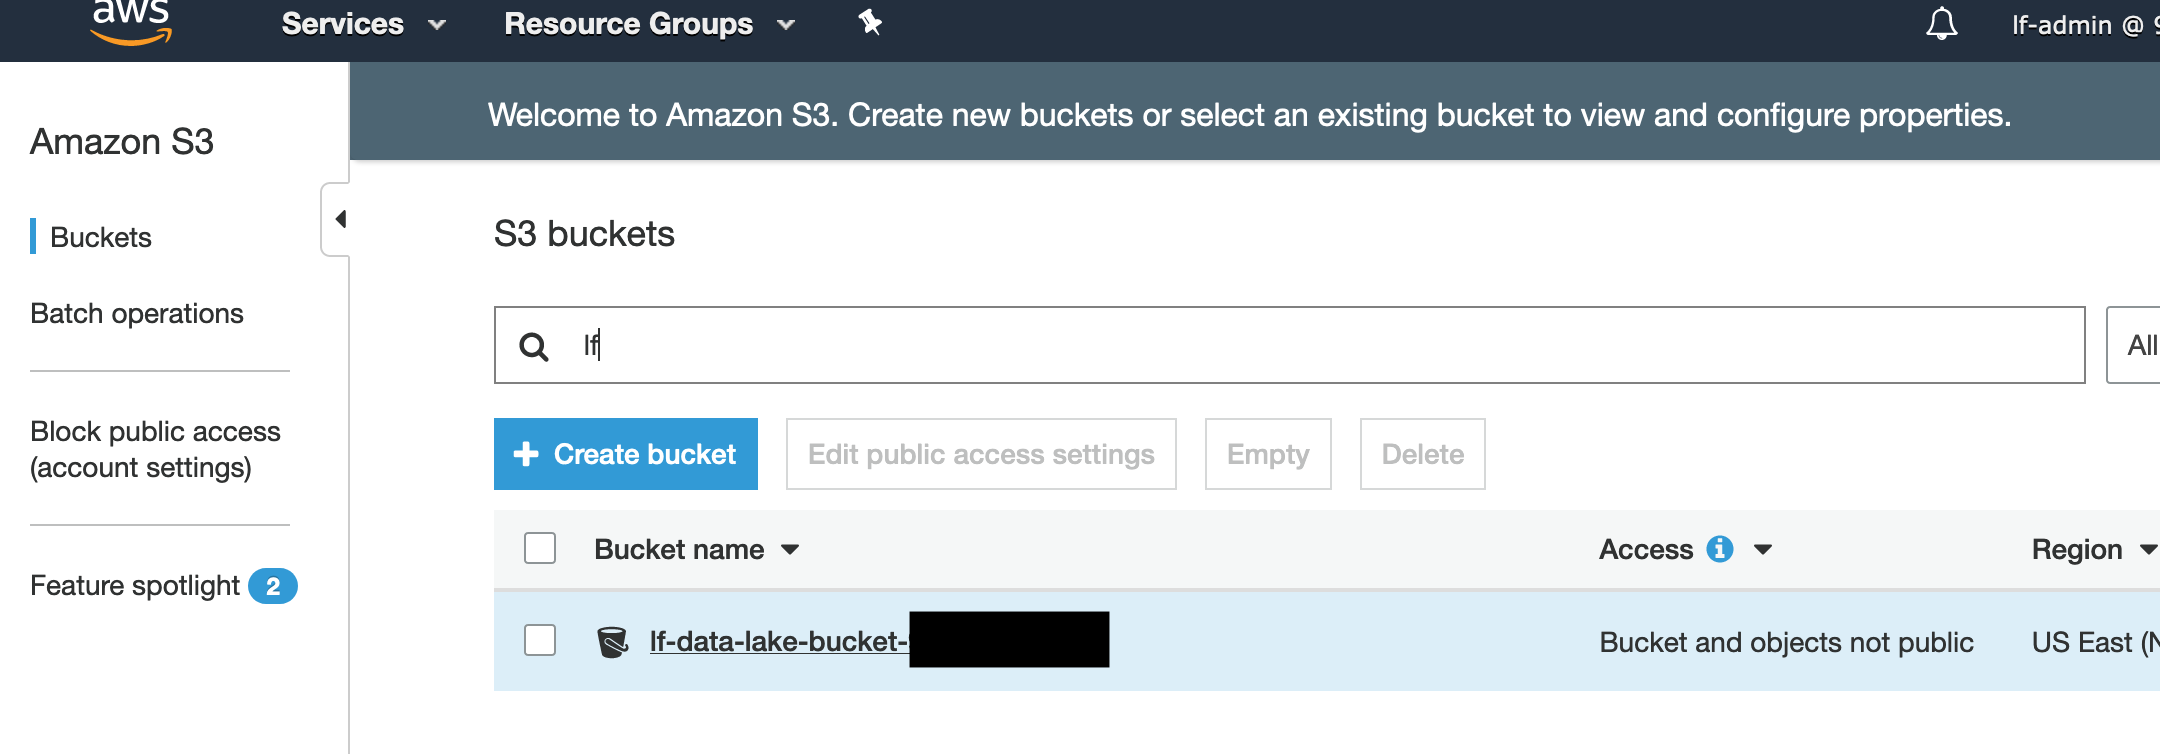 aws
Services
Resource Groups
lf-admin @ 9
Amazon S3
Buckets
Batch operations
Block public access
(account settings)
Feature spotlight 2
Welcome to Amazon S3. Create new buckets or select an existing bucket to view and configure properties.
S3 buckets
lf
All
Create bucket
Edit public access settings
Empty
Delete
Bucket name
Access
Region
lf-data-lake-bucket-
Bucket and objects not public
US East (N